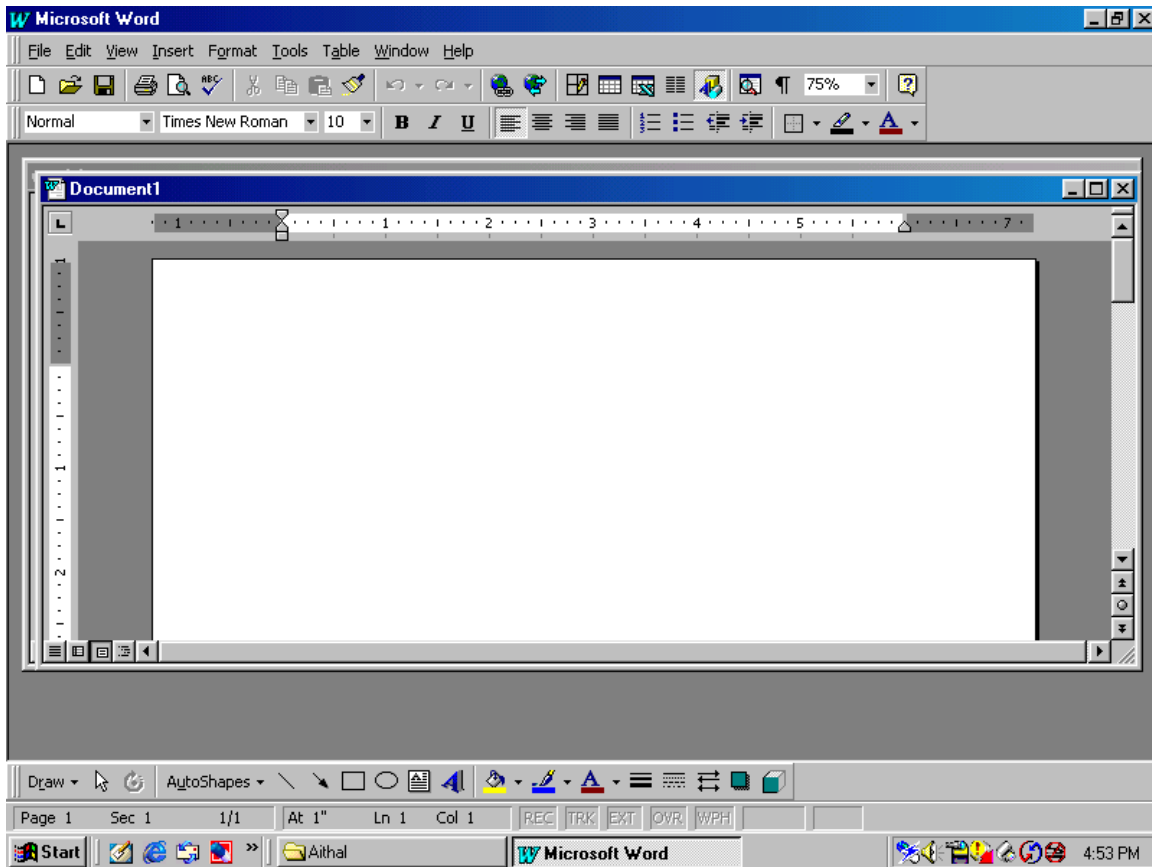 Microsoft Word
File Edit View Insert Format Tools Table Window Help
ABC ¶ 75%
Normal Times New Roman 10 B I U A
Document1
L 1 1 2 3 4 5 7
1
1
2
Draw AutoShapes A A
Page 1 Sec 1 1/1 At 1" Ln 1 Col 1 REC TRK EXT OVR WPH
Start » Aithal Microsoft Word 4:53 PM